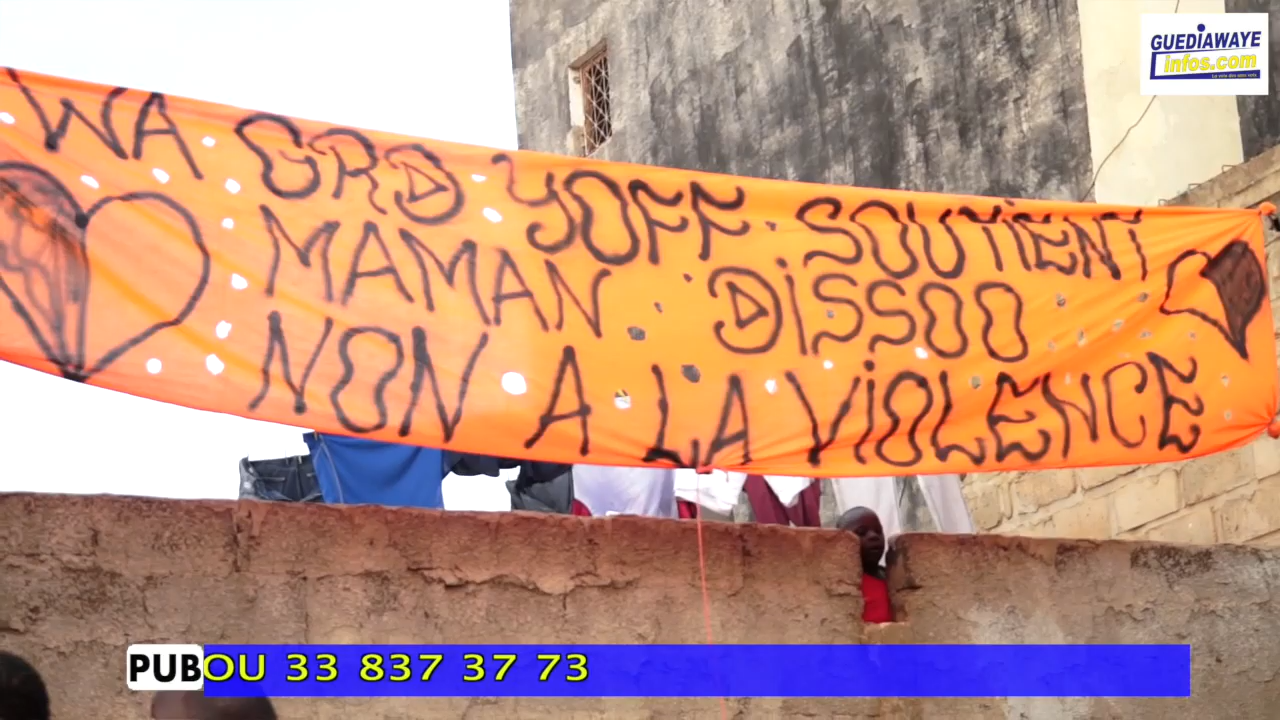 GUEDIAWAYE
infos.com
WA GRD YOFF SOUTIENT
MAMAN DISSOO
NON A LA VIOLENCE
PUB OU 33 837 37 73